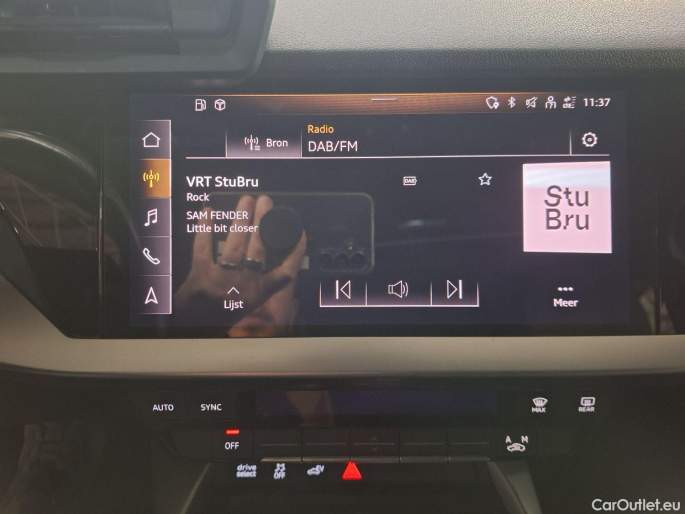 11:37
Radio
Bron
DAB/FM
VRT StuBru
DAB
Rock
SAM FENDER
Little bit closer
Stu
Bru
Lijst
Meer
AUTO
SYNC
MAX
REAR
OFF
A M
drive
select
OFF
EV
CarOutlet.eu